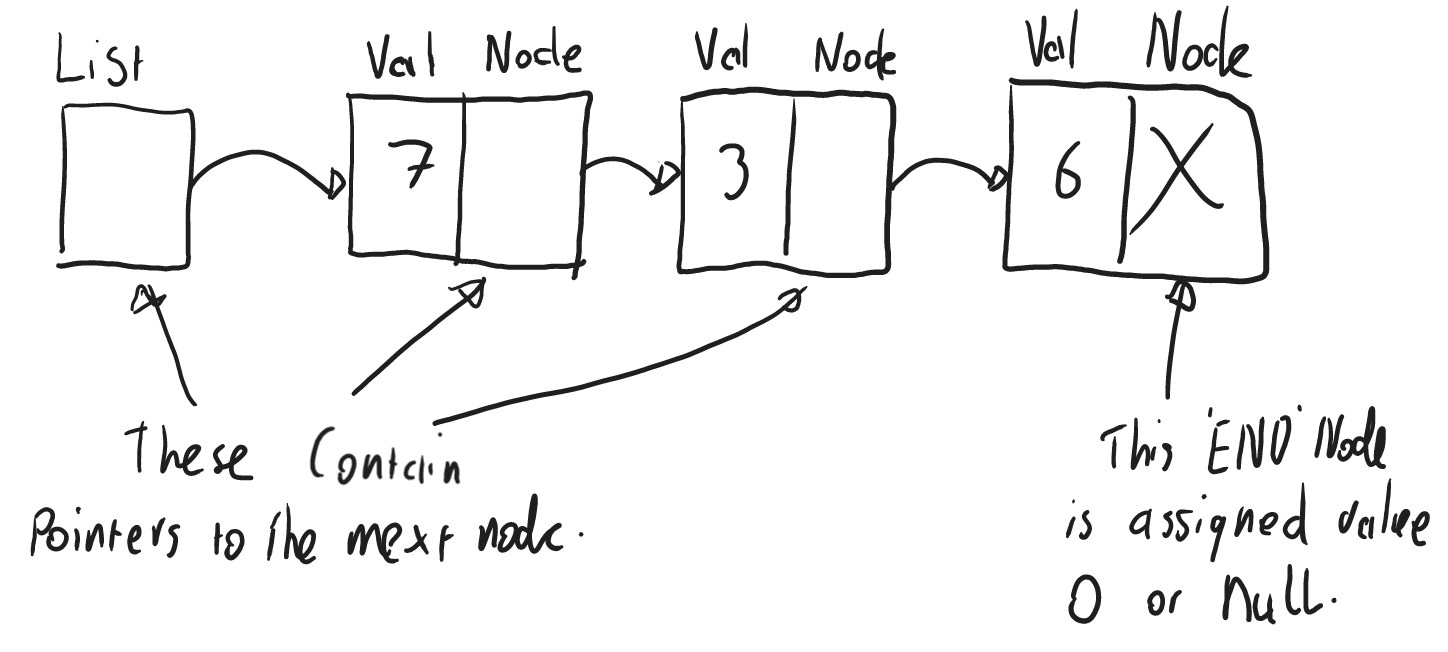 List
Val Node
Val Node
Val Node
7
3
6 X
These Contain
Pointers to the next node.
This 'END' Node
is assigned value
0 or Null.